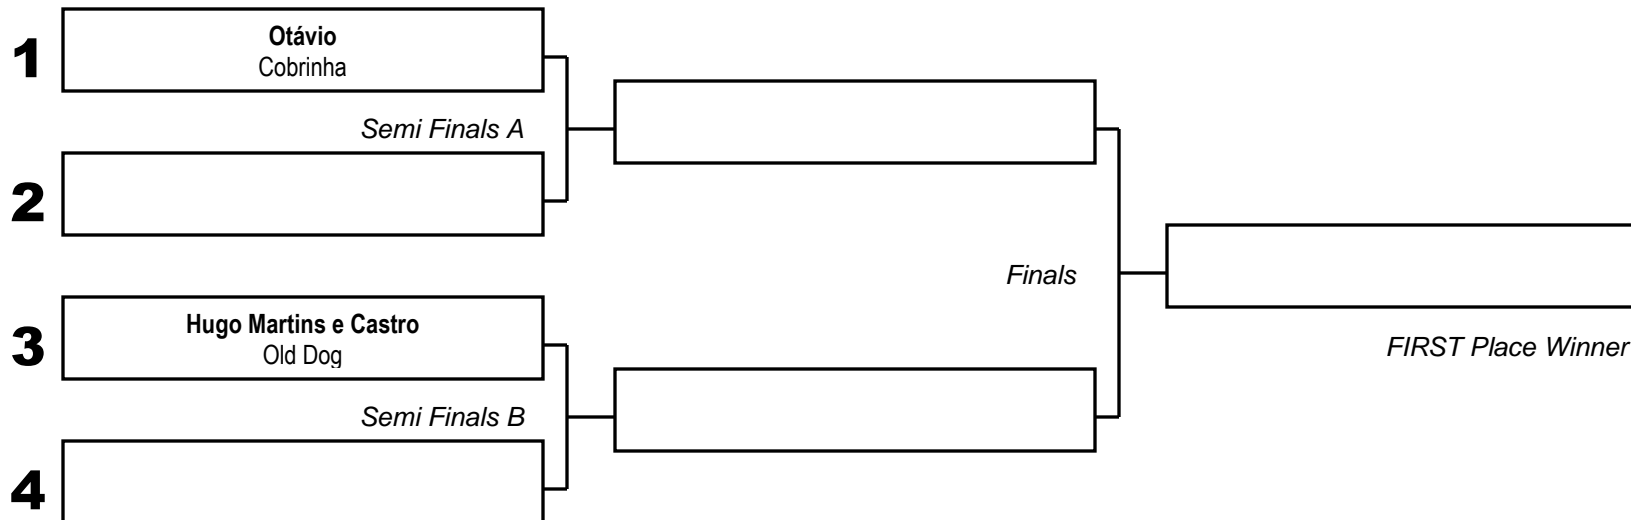 1
Otávio
Cobrinha
Semi Finals A
2
Finals
3
Hugo Martins e Castro
Old Dog
FIRST Place Winner
Semi Finals B
4